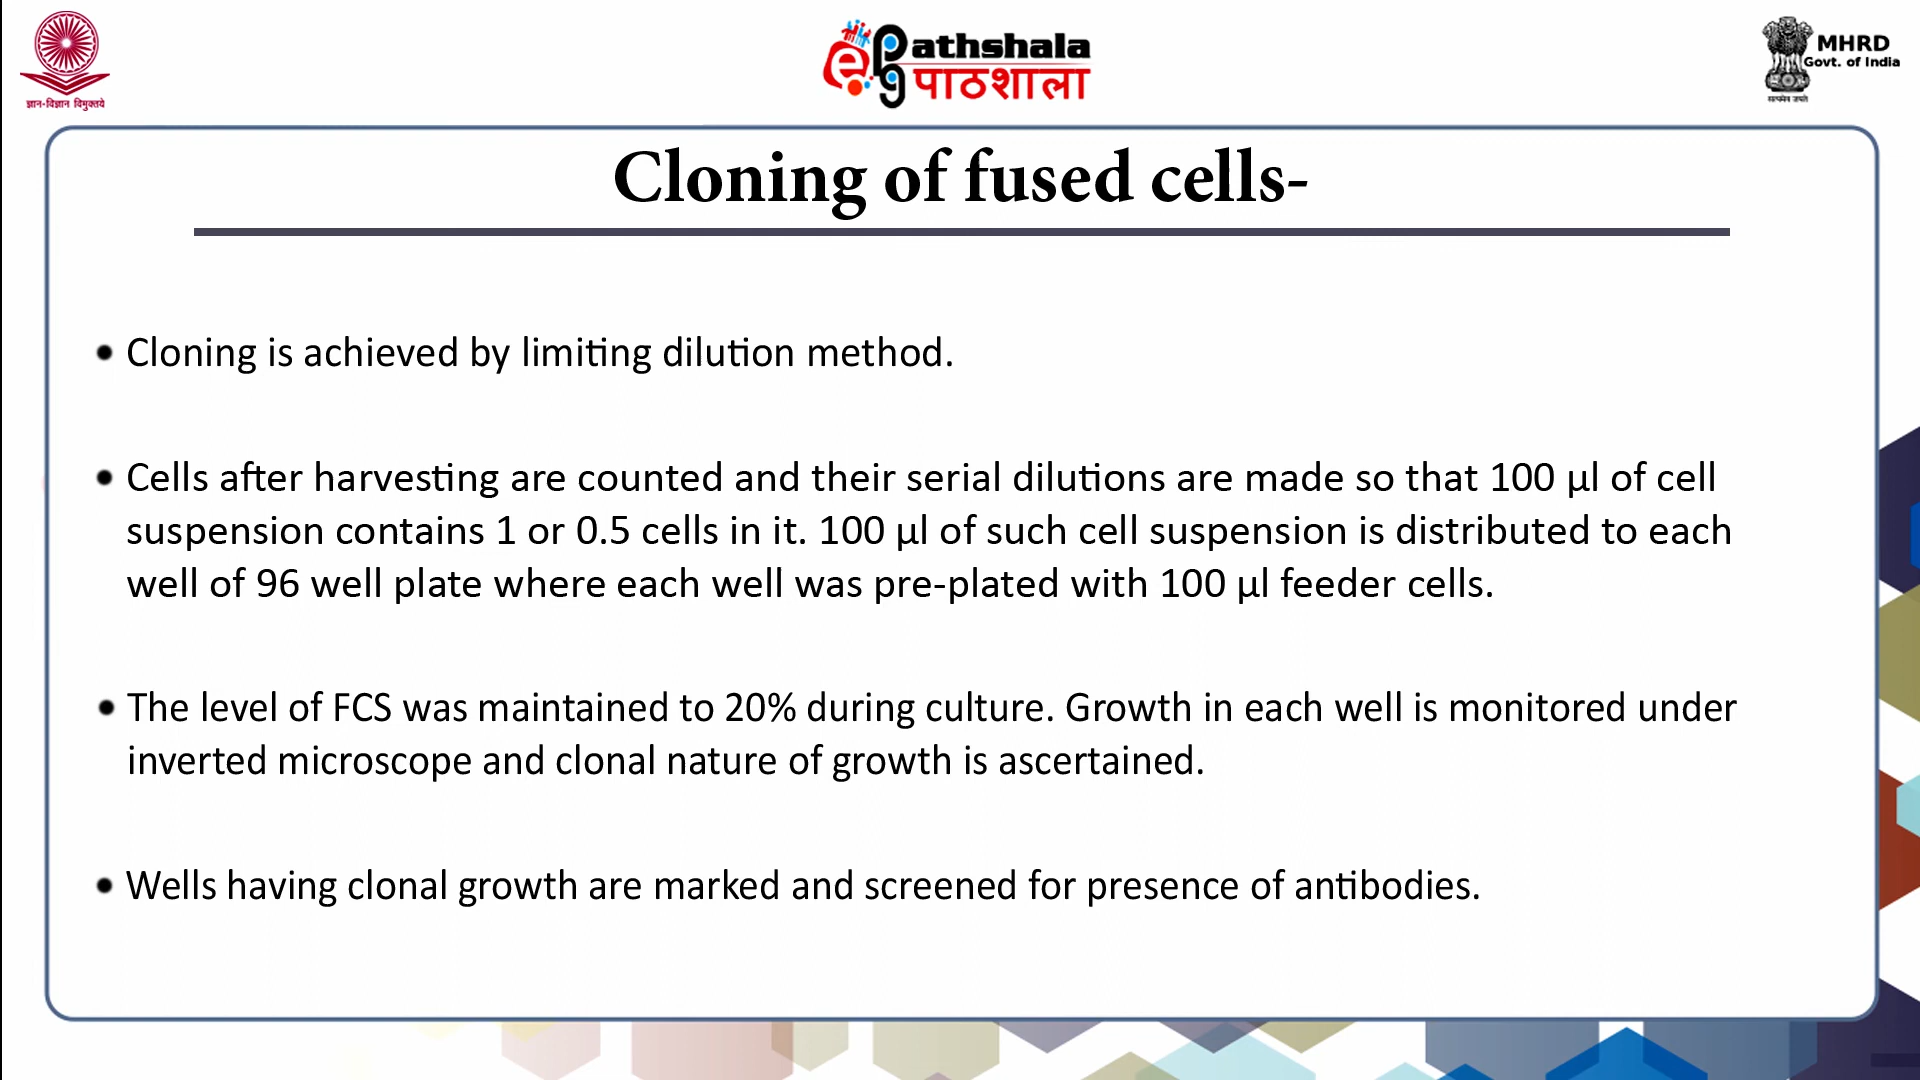 ज्ञान-विज्ञान विमुक्तये
ePG Pathshala
पाठशाला
MHRD
Govt. of India
सत्यमेव जयते
Cloning of fused cells-
• Cloning is achieved by limiting dilution method.
• Cells after harvesting are counted and their serial dilutions are made so that 100 µl of cell
suspension contains 1 or 0.5 cells in it. 100 µl of such cell suspension is distributed to each
well of 96 well plate where each well was pre-plated with 100 µl feeder cells.
• The level of FCS was maintained to 20% during culture. Growth in each well is monitored under
inverted microscope and clonal nature of growth is ascertained.
• Wells having clonal growth are marked and screened for presence of antibodies.